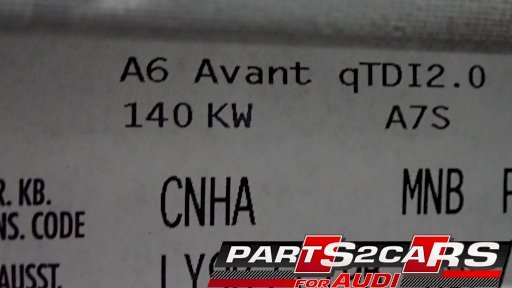 A6 Avant qTDI2.0
140 KW A7S
R. KB.
NS. CODE
CNHA MNB
AUSST.
PARTS2CARS
FOR AUDI